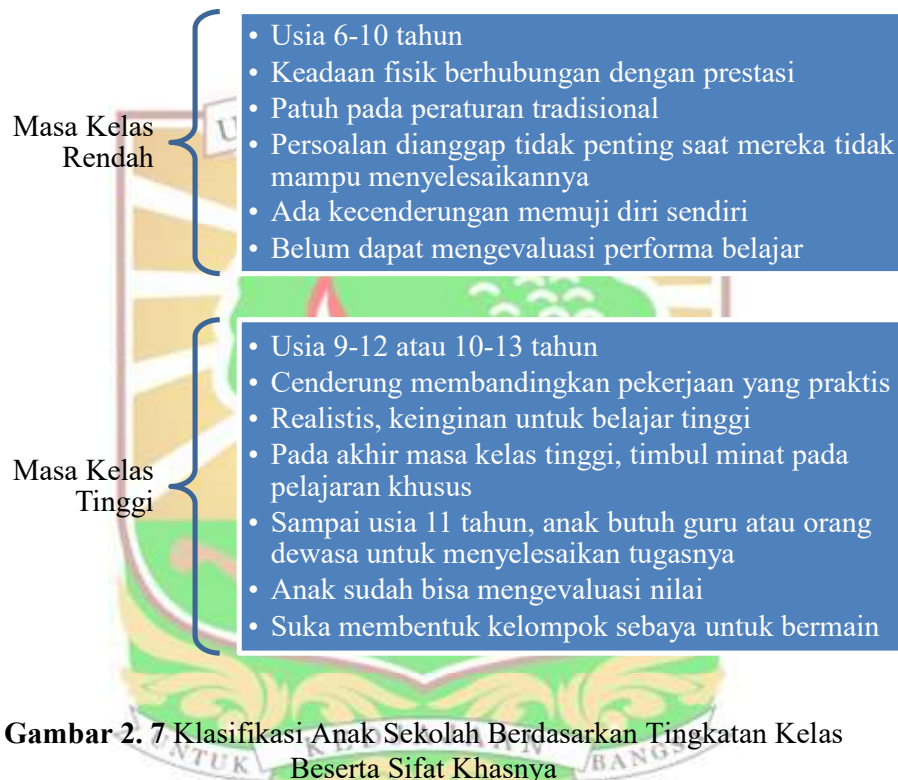 Masa Kelas
Rendah
• Usia 6-10 tahun
• Keadaan fisik berhubungan dengan prestasi
• Patuh pada peraturan tradisional
• Persoalan dianggap tidak penting saat mereka tidak
mampu menyelesaikannya
• Ada kecenderungan memuji diri sendiri
• Belum dapat mengevaluasi performa belajar
Masa Kelas
Tinggi
• Usia 9-12 atau 10-13 tahun
• Cenderung membandingkan pekerjaan yang praktis
• Realistis, keinginan untuk belajar tinggi
• Pada akhir masa kelas tinggi, timbul minat pada
pelajaran khusus
• Sampai usia 11 tahun, anak butuh guru atau orang
dewasa untuk menyelesaikan tugasnya
• Anak sudah bisa mengevaluasi nilai
• Suka membentuk kelompok sebaya untuk bermain
Gambar 2. 7 Klasifikasi Anak Sekolah Berdasarkan Tingkatan Kelas
Beserta Sifat Khasnya
UNTUK BANGSA